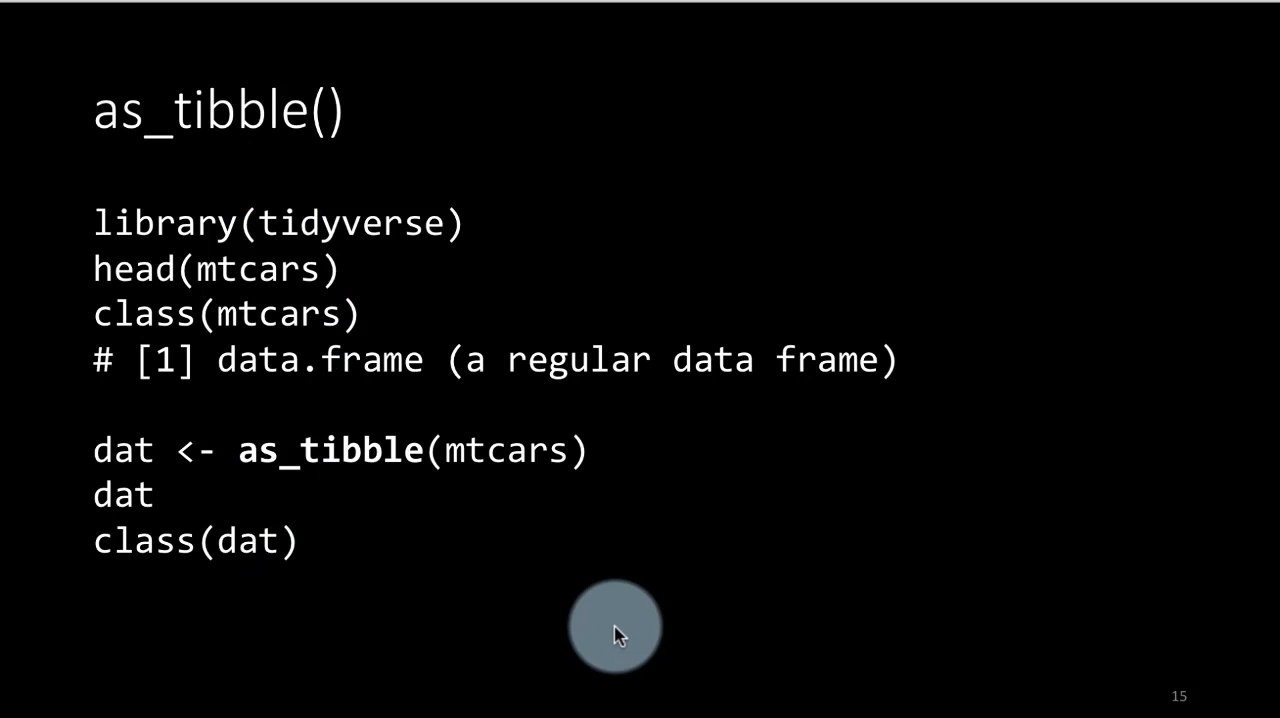 as_tibble()
library(tidyverse)
head(mtcars)
class(mtcars)
# [1] data.frame (a regular data frame)
dat <- as_tibble(mtcars)
dat
class(dat)
15